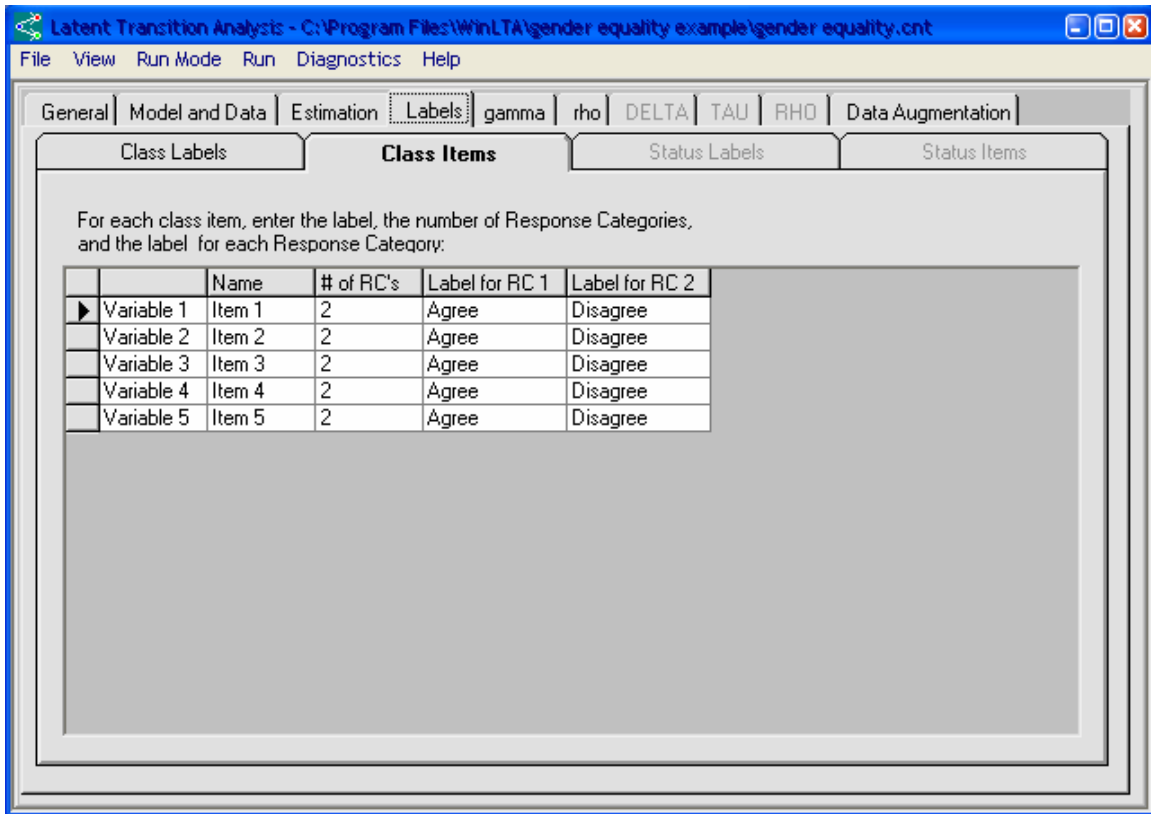 Latent Transition Analysis - C:\Program Files\WinLTA\gender equality example\gender equality.cnt
File View Run Mode Run Diagnostics Help
General Model and Data Estimation Labels gamma rho DELTA TAU RHO Data Augmentation
Class Labels Class Items Status Labels Status Items
For each class item, enter the label, the number of Response Categories,
and the label for each Response Category:
Name # of RC's Label for RC 1 Label for RC 2
Variable 1 Item 1 2 Agree Disagree
Variable 2 Item 2 2 Agree Disagree
Variable 3 Item 3 2 Agree Disagree
Variable 4 Item 4 2 Agree Disagree
Variable 5 Item 5 2 Agree Disagree